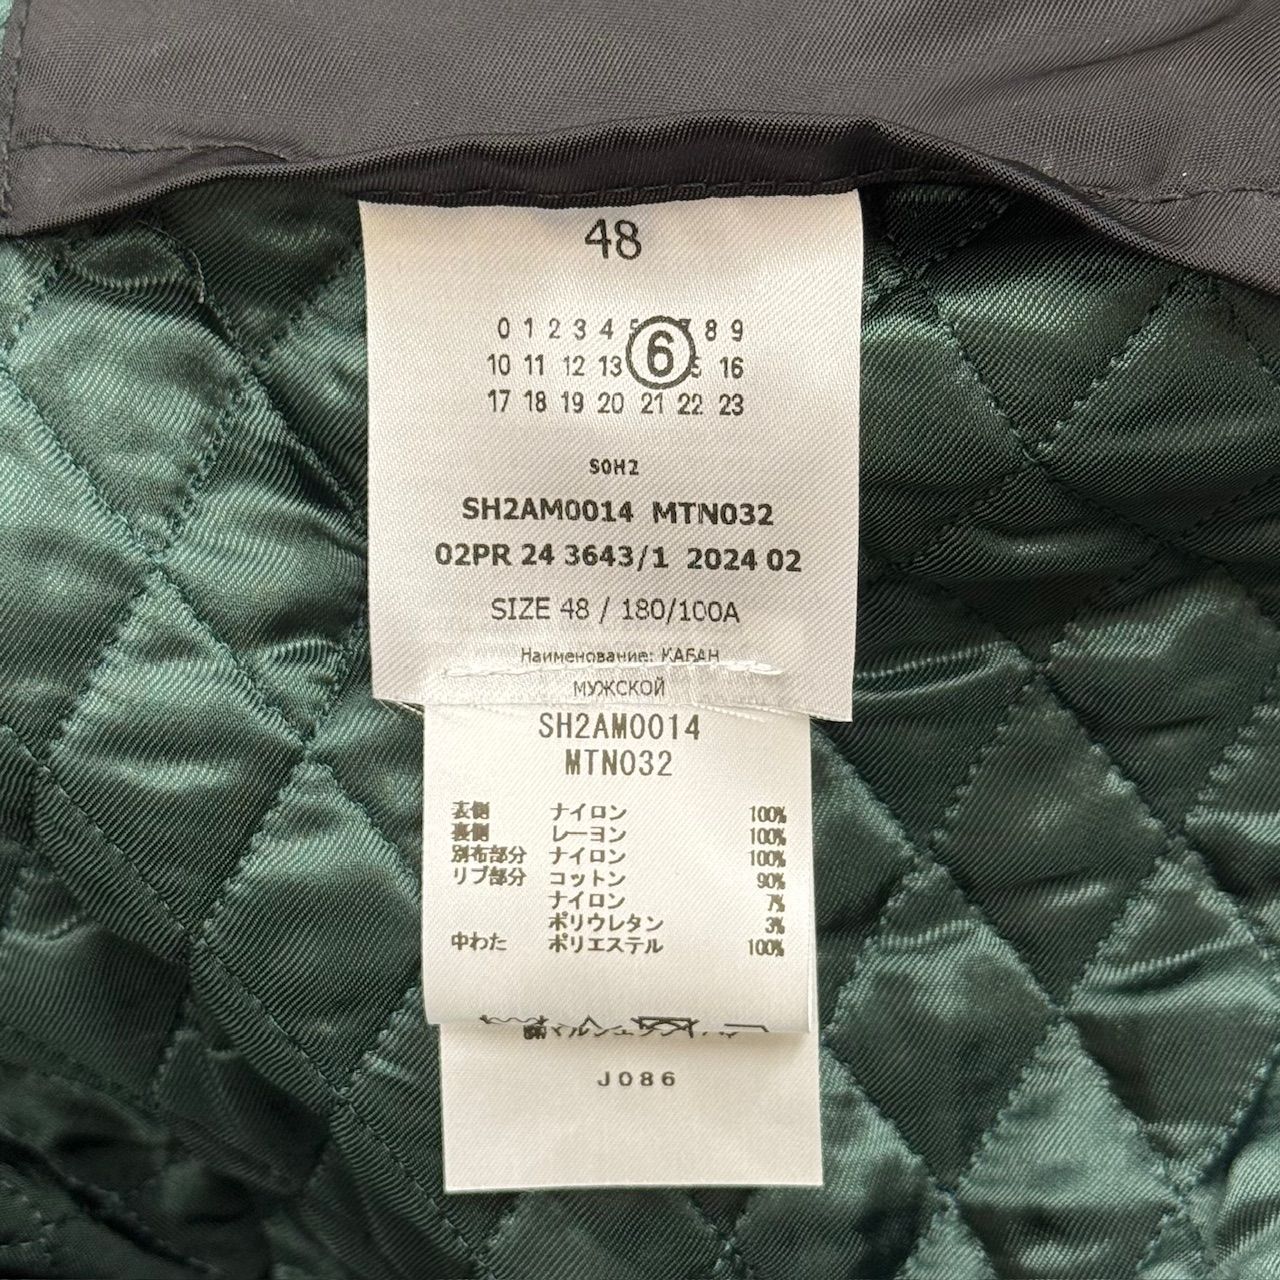 48
0 1 2 3 4 8 9
6
10 11 12 13 16
17 18 19 20 21 22 23
S0H2
SH2AM0014 MTN032
02PR 24 3643/1 2024 02
SIZE 48 / 180/100A
Наименование: КАБАН
МУЖСКОЙ
SH2AM0014
MTN032
表側 ナイロン 100%
裏側 レーヨン 100%
別布部分 ナイロン 100%
リブ部分 コットン 90%
ナイロン 7%
ポリウレタン 3%
中わた ポリエステル 100%
J086